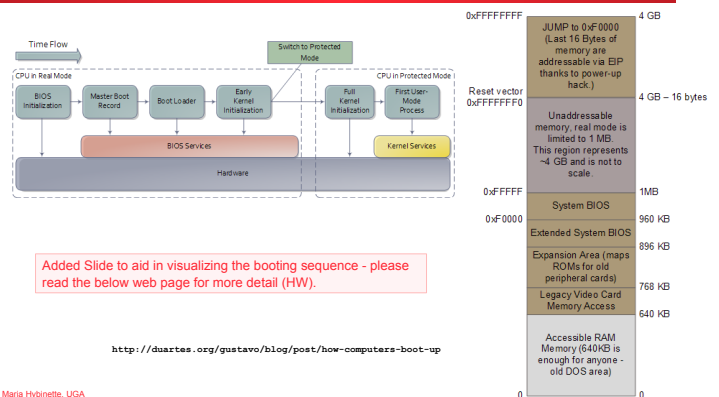 Time Flow
Switch to Protected
Mode
CPU in Real Mode
CPU in Protected Mode
BIOS
Initialization
Master Boot
Record
Boot Loader
Early
Kernel
Initialization
Full
Kernel
Initialization
First User-
Mode
Process
BIOS Services
Kernel Services
Hardware
Added Slide to aid in visualizing the booting sequence - please
read the below web page for more detail (HW).
http://duartes.org/gustavo/blog/post/how-computers-boot-up
Maria Hybinette, UGA
0xFFFFFFFF
4 GB
JUMP to 0xF0000
(Last 16 Bytes of
memory are
addressable via EIP
thanks to power-up
hack.)
Reset vector
0xFFFFFFF0
4 GB – 16 bytes
Unaddressable
memory, real mode is
limited to 1 MB.
This region represents
~4 GB and is not to
scale.
0xFFFFF
1MB
System BIOS
0xF0000
960 KB
Extended System BIOS
896 KB
Expansion Area (maps
ROMs for old
peripheral cards)
768 KB
Legacy Video Card
Memory Access
640 KB
Accessible RAM
Memory (640KB is
enough for anyone -
old DOS area)
0
0